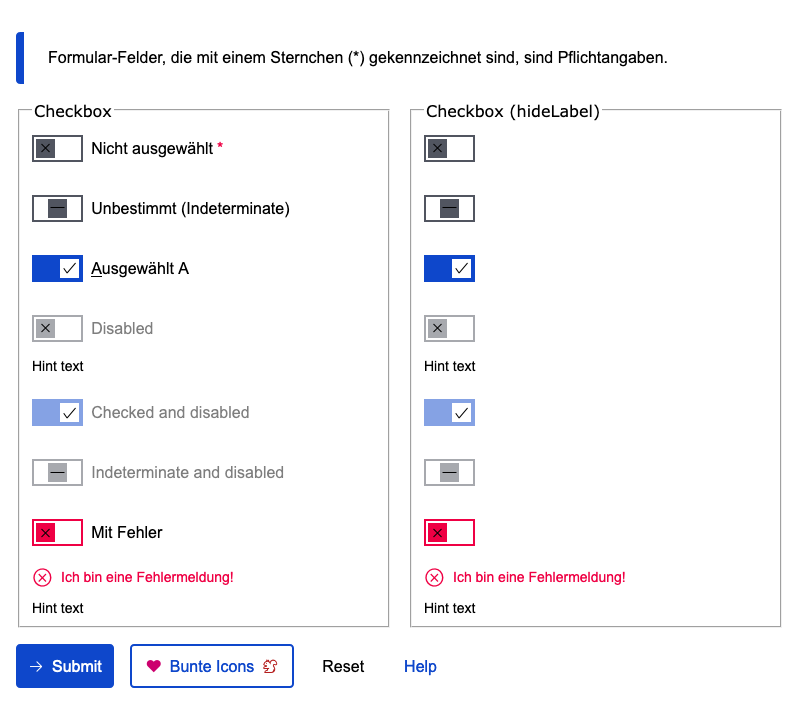 Formular-Felder, die mit einem Sternchen (*) gekennzeichnet sind, sind Pflichtangaben.
Checkbox
Nicht ausgewählt *
Unbestimmt (Indeterminate)
Ausgewählt A
Disabled
Hint text
Checked and disabled
Indeterminate and disabled
Mit Fehler
Ich bin eine Fehlermeldung!
Hint text
Checkbox (hideLabel)
Hint text
Ich bin eine Fehlermeldung!
Hint text
Submit
Bunte Icons
Reset
Help